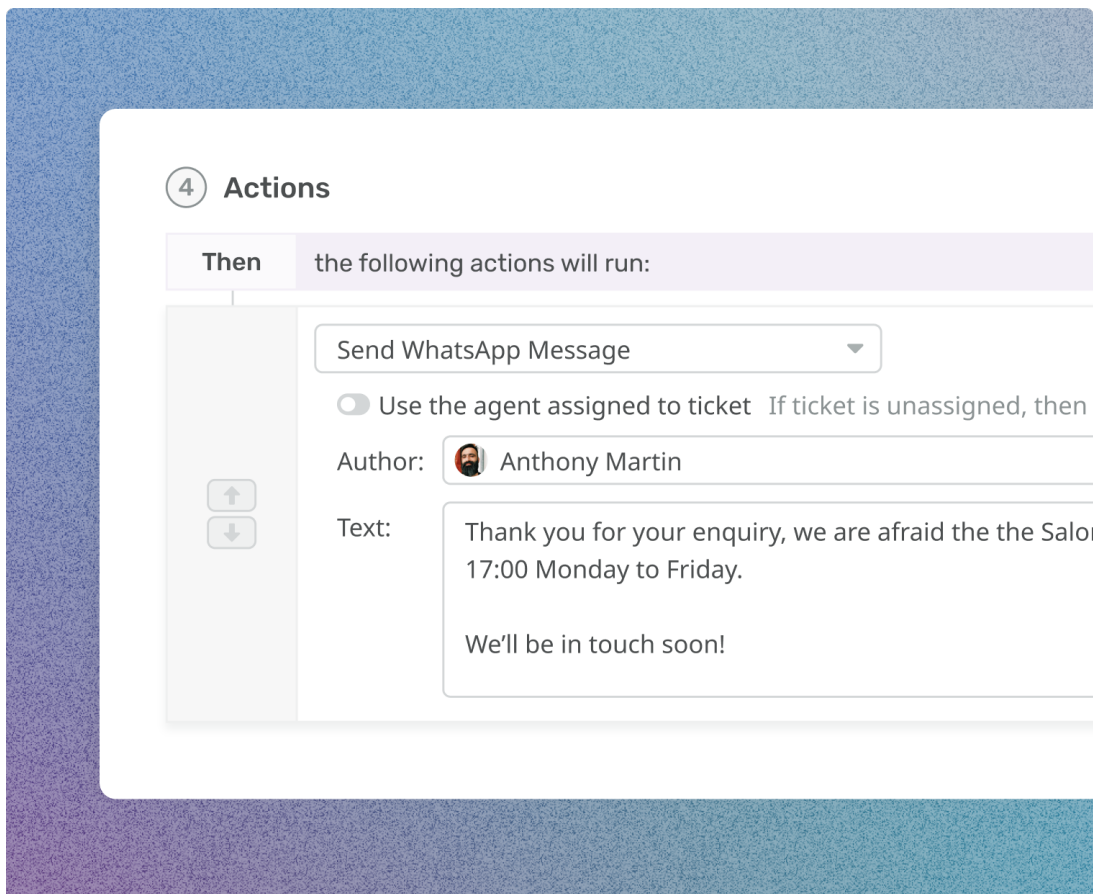 4 Actions
Then the following actions will run:
Send WhatsApp Message
Use the agent assigned to ticket If ticket is unassigned, then
Author: Anthony Martin
Text: Thank you for your enquiry, we are afraid the the
17:00 Monday to Friday.
We’ll be in touch soon!